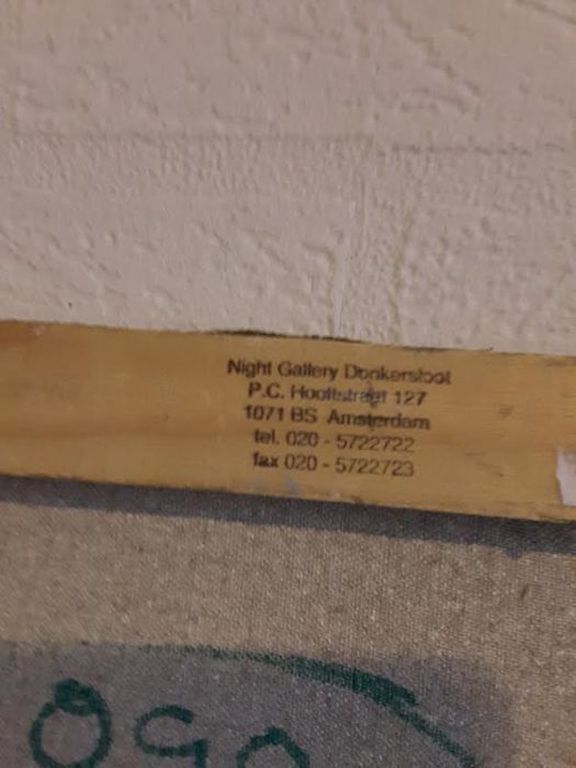 Night Gallery Donkersloot
P.C. Hooftstraat 127
1071 BS Amsterdam
tel. 020 - 5722722
fax 020 - 5722723